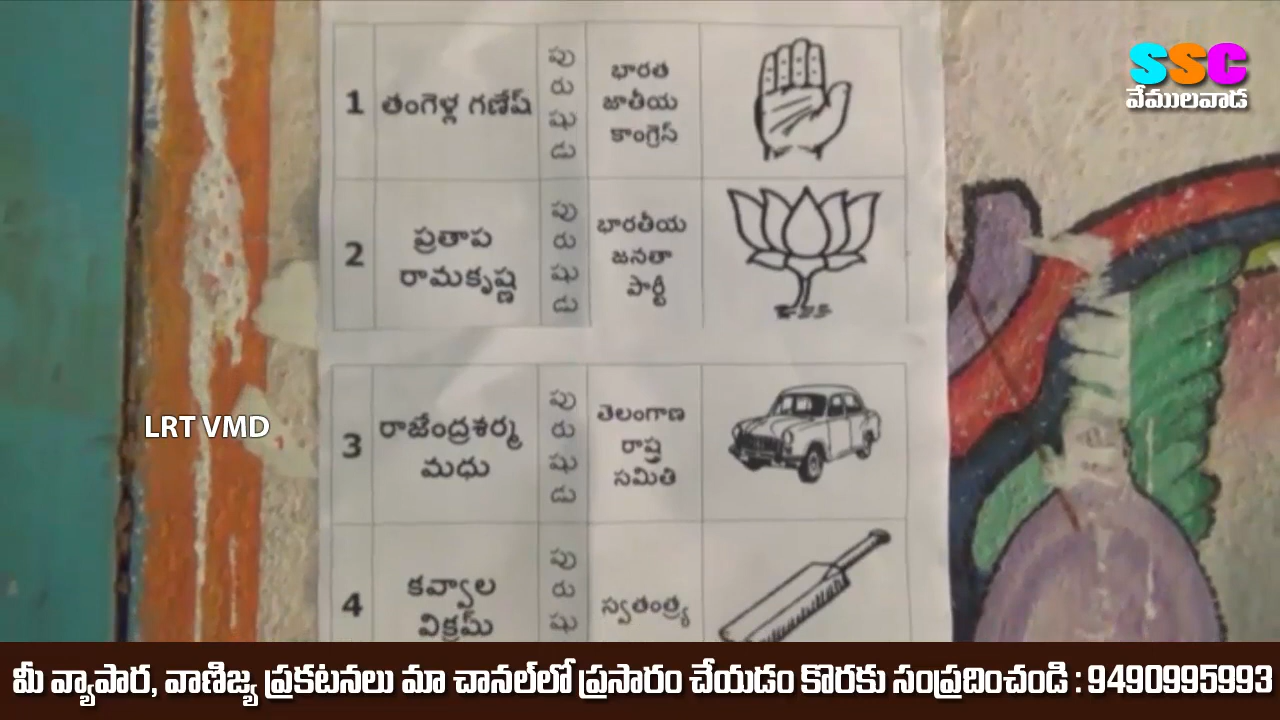 SSC
వేములవాడ
1 తంగెళ్ల గణేష్ పురుషుడు భారత జాతీయ కాంగ్రెస్
2 ప్రతాప రామకృష్ణ పురుషుడు భారతీయ జనతా పార్టీ
3 రాజేంద్రశర్మ మధు పురుషుడు తెలంగాణ రాష్ట్ర సమితి
4 కవ్వాల విక్రమ్ పురుషు స్వతంత్ర్య
LRT VMD
మీ వ్యాపార, వాణిజ్య ప్రకటనలు మా చానల్‌లో ప్రసారం చేయడం కొరకు సంప్రదించండి : 9490995993